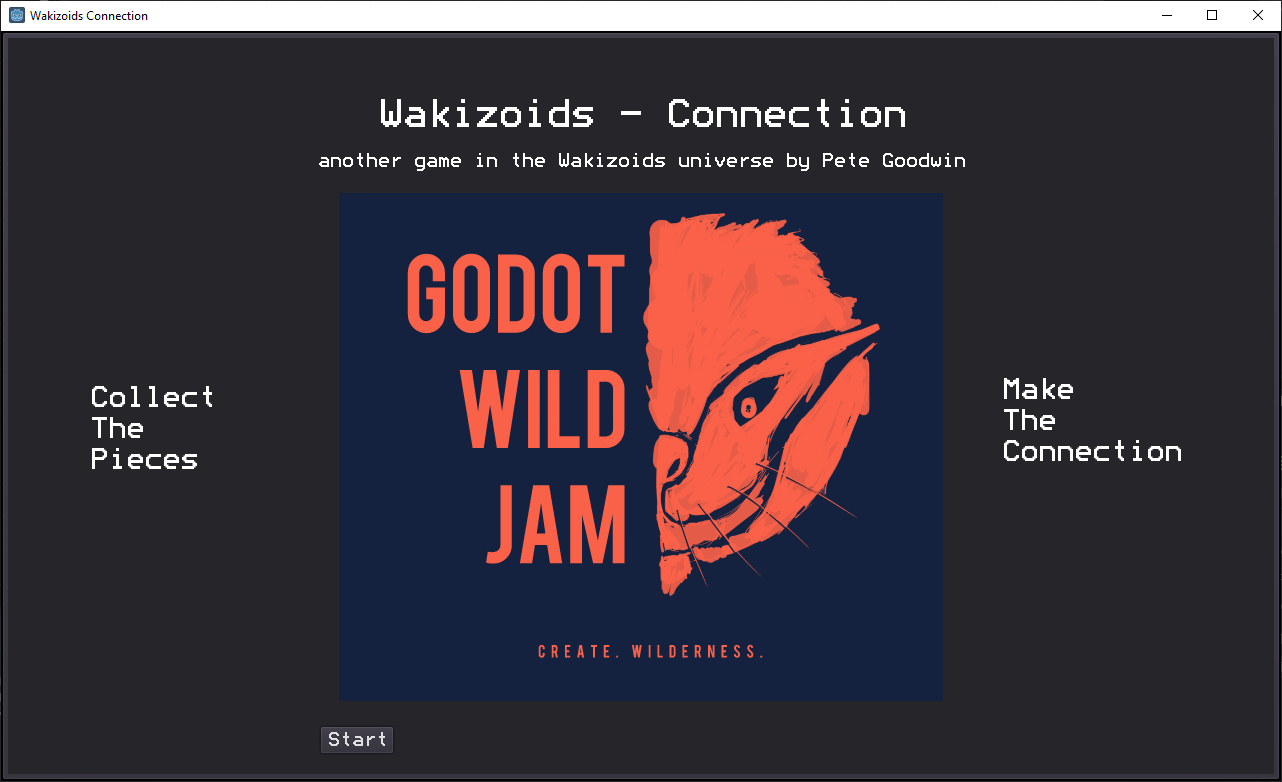 Wakizoids Connection
Wakizoids - Connection
another game in the Wakizoids universe by Pete Goodwin
GODOT
WILD
JAM
CREATE. WILDERNESS.
Collect
The
Pieces
Make
The
Connection
Start